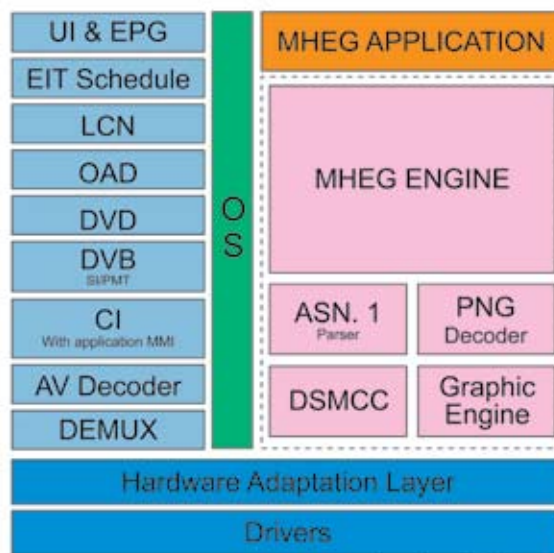 UI & EPG
EIT Schedule
LCN
OAD
DVD
DVB
SI/PMT
CI
With application MMI
AV Decoder
DEMUX
O
S
MHEG APPLICATION
MHEG ENGINE
ASN. 1
Parser
PNG
Decoder
DSMCC
Graphic
Engine
Hardware Adaptation Layer
Drivers